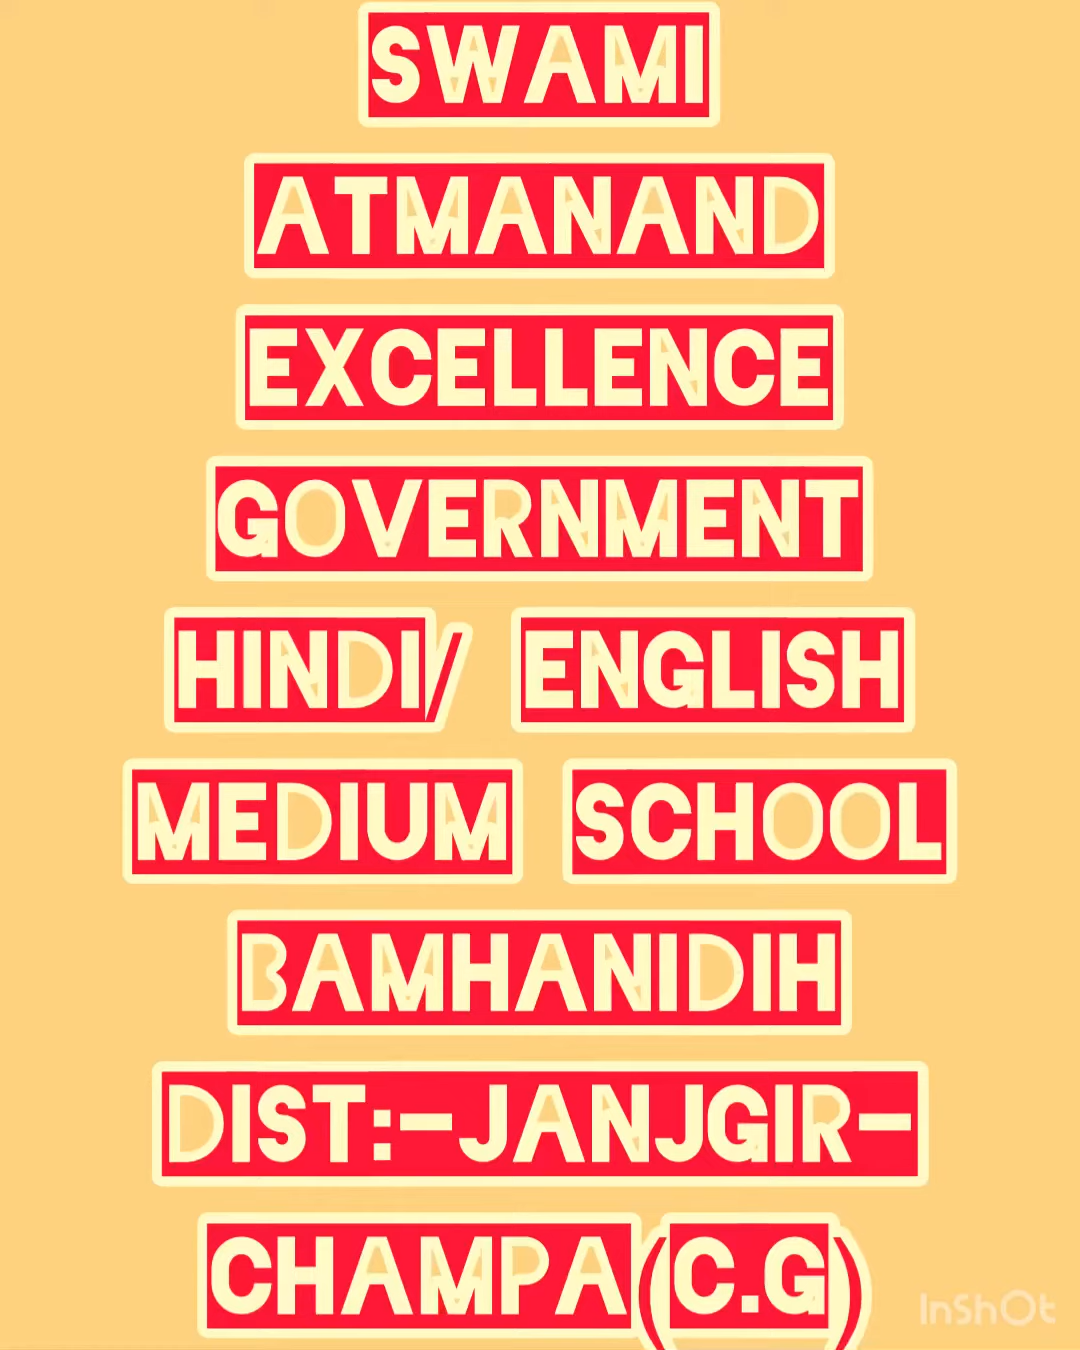 SWAMI
ATMANAND
EXCELLENCE
GOVERNMENT
HINDI/ ENGLISH
MEDIUM SCHOOL
BAMHANIDIH
DIST:-JANJGIR-
CHAMPA(C.G)
InShOt